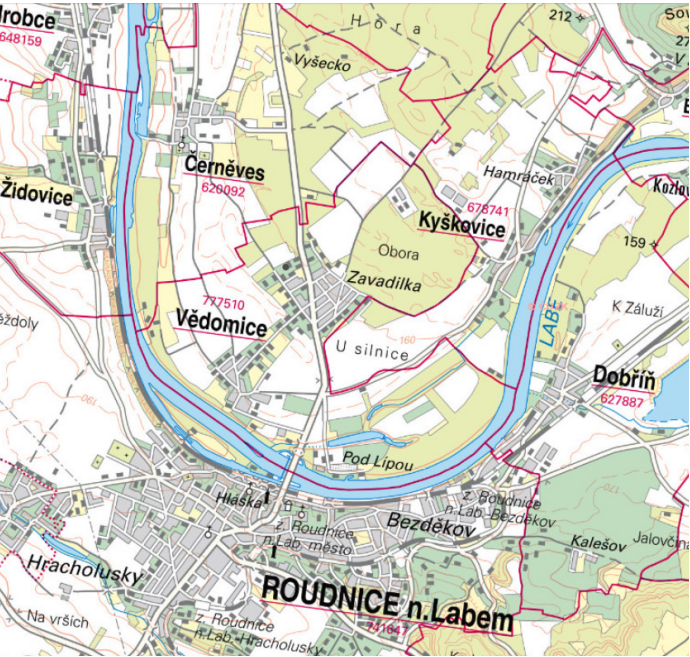 Hora
212
648159
Vyšecko
Černěves
620092
Hamráček
Židovice
678741
Kyškovice
159
Obora
Zavadilka
777510
Vědomice
LABE
K Záluží
160
U silnice
Dobříň
627887
190
Pod Lipou
Hláska
z. Roudnice
n.Lab.-Bezděkov
z. Roudnice
n.Lab.-město
Bezděkov
170
Kalešov
Hracholusky
ROUDNICE n.Labem
741647
Na vrších
z. Roudnice
n.Lab.-Hracholusky